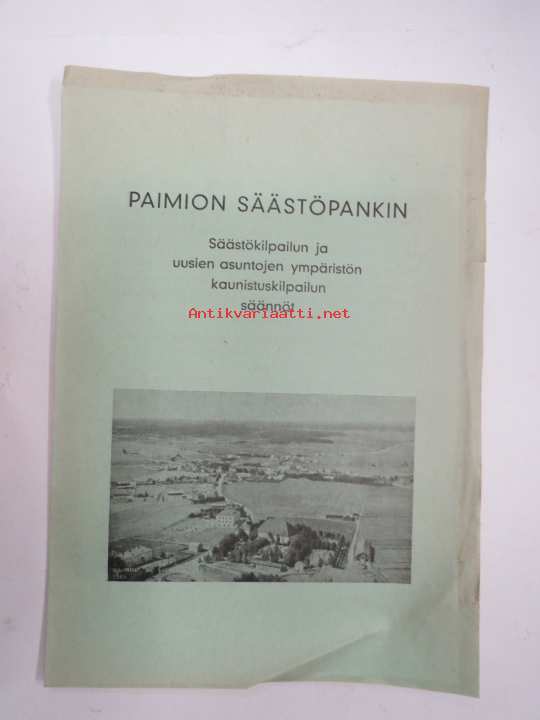 PAIMION SÄÄSTÖPANKIN
Säästökilpailun ja
uusien asuntojen ympäristön
kaunistuskilpailun
säännöt
Antikvariaatti.net